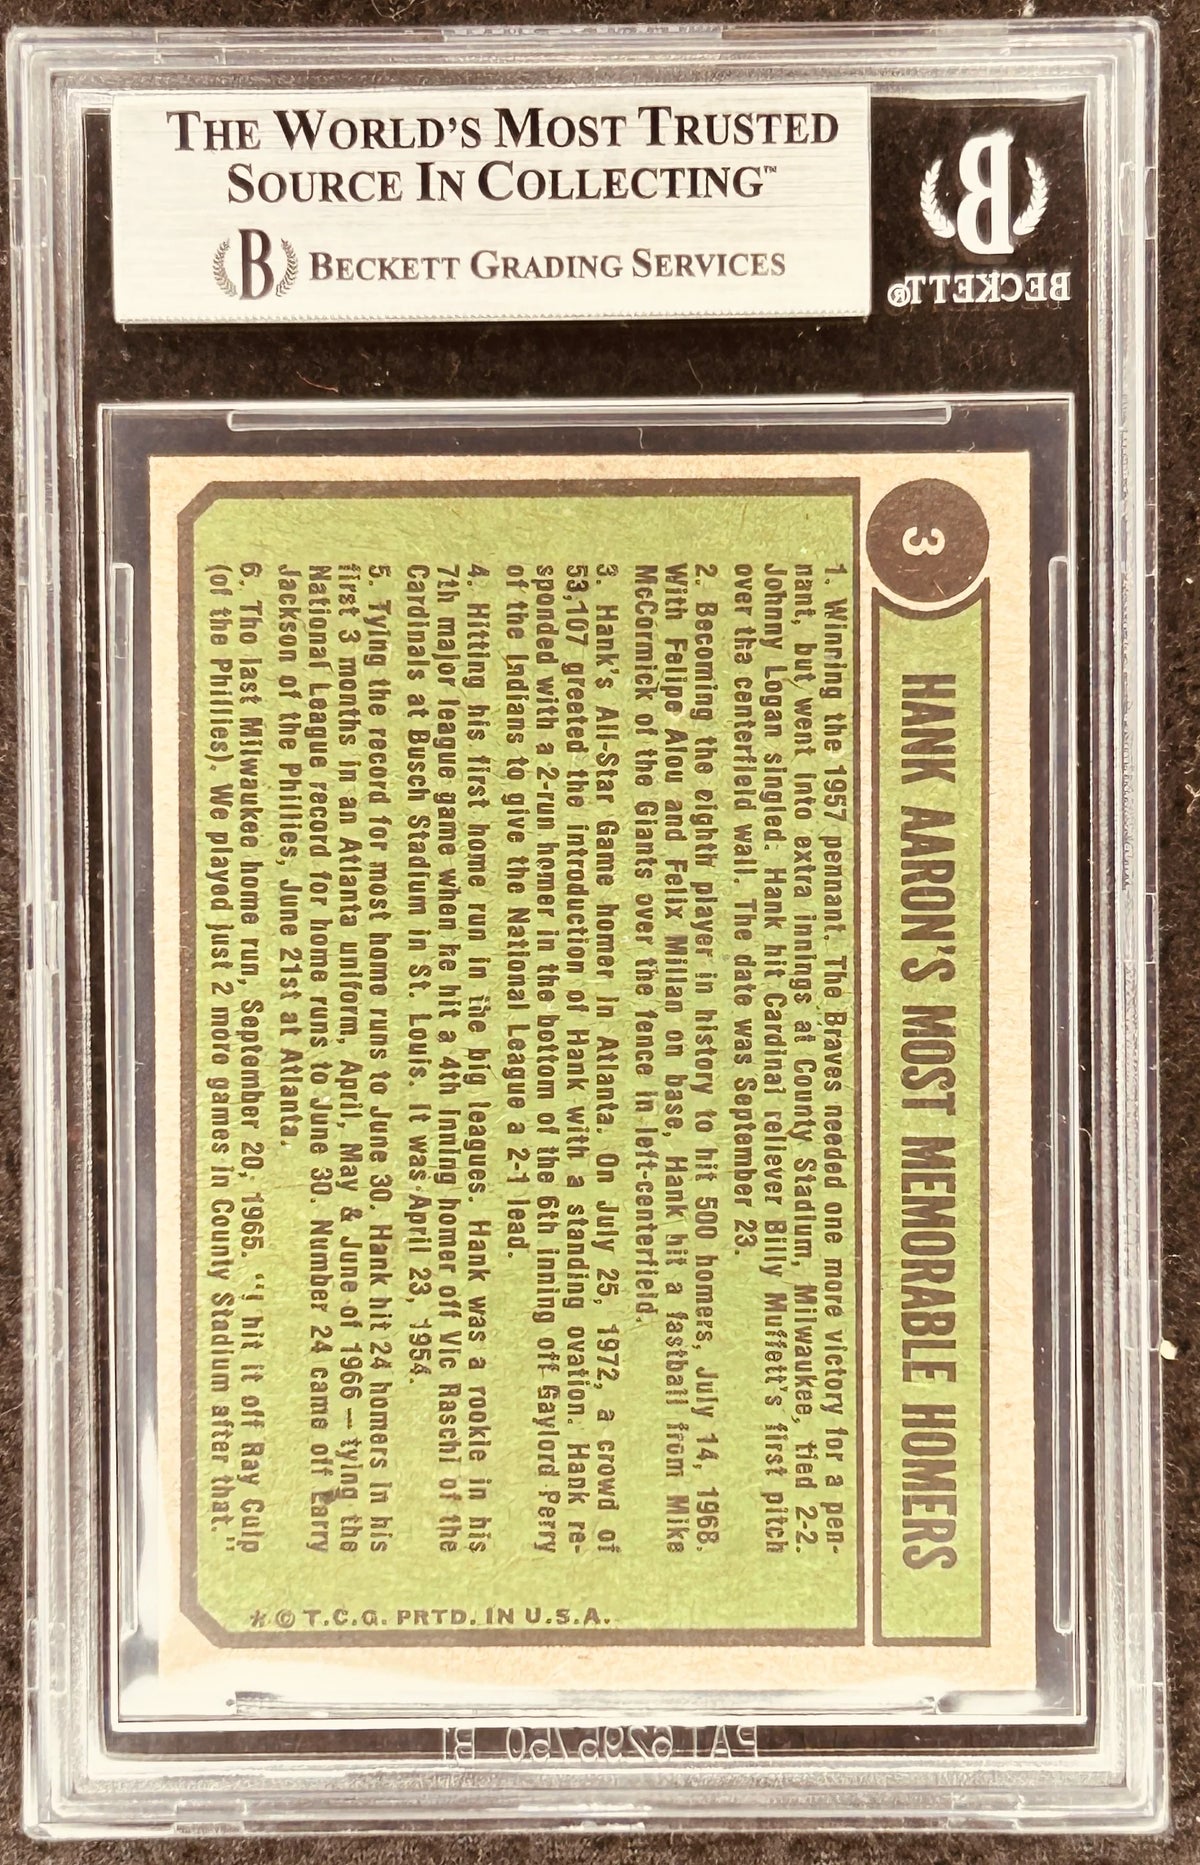 THE WORLD'S MOST TRUSTED
SOURCE IN COLLECTING™
B BECKETT GRADING SERVICES
B
BECKETT®
3
HANK AARON'S MOST MEMORABLE HOMERS
1. Winning the 1957 pennant. The Braves needed one more victory for a pen-
nant, but went into extra innings at County Stadium, Milwaukee, tied 2-2.
Johnny Logan singled. Hank hit Cardinal reliever Billy Muffett's first pitch
over the centerfield wall. The date was September 23.
2. Becoming the eighth player in history to hit 500 homers, July 14, 1968.
With Felipe Alou and Felix Millan on base, Hank hit a fastball from Mike
McCormick of the Giants over the fence in left-centerfield.
3. Hank's All-Star Game homer in Atlanta. On July 25, 1972, a crowd of
53,107 greeted the introduction of Hank with a standing ovation. Hank re-
sponded with a 2-run homer in the bottom of the 6th inning off Gaylord Perry
of the Indians to give the National League a 2-1 lead.
4. Hitting his first home run in the big leagues. Hank was a rookie in his
7th major league game when he hit a 4th inning homer off Vic Raschi of the
Cardinals at Busch Stadium in St. Louis. It was April 23, 1954.
5. Tying the record for most home runs to June 30. Hank hit 24 homers in his
first 3 months in an Atlanta uniform, April, May & June of 1966 — tying the
National League record for home runs to June 30. Number 24 came off Larry
Jackson of the Phillies, June 21st at Atlanta.
6. The last Milwaukee home run, September 20, 1965. "I hit it off Ray Culp
(of the Phillies). We played just 2 more games in County Stadium after that."
* © T.C.G. PRTD. IN U.S.A.